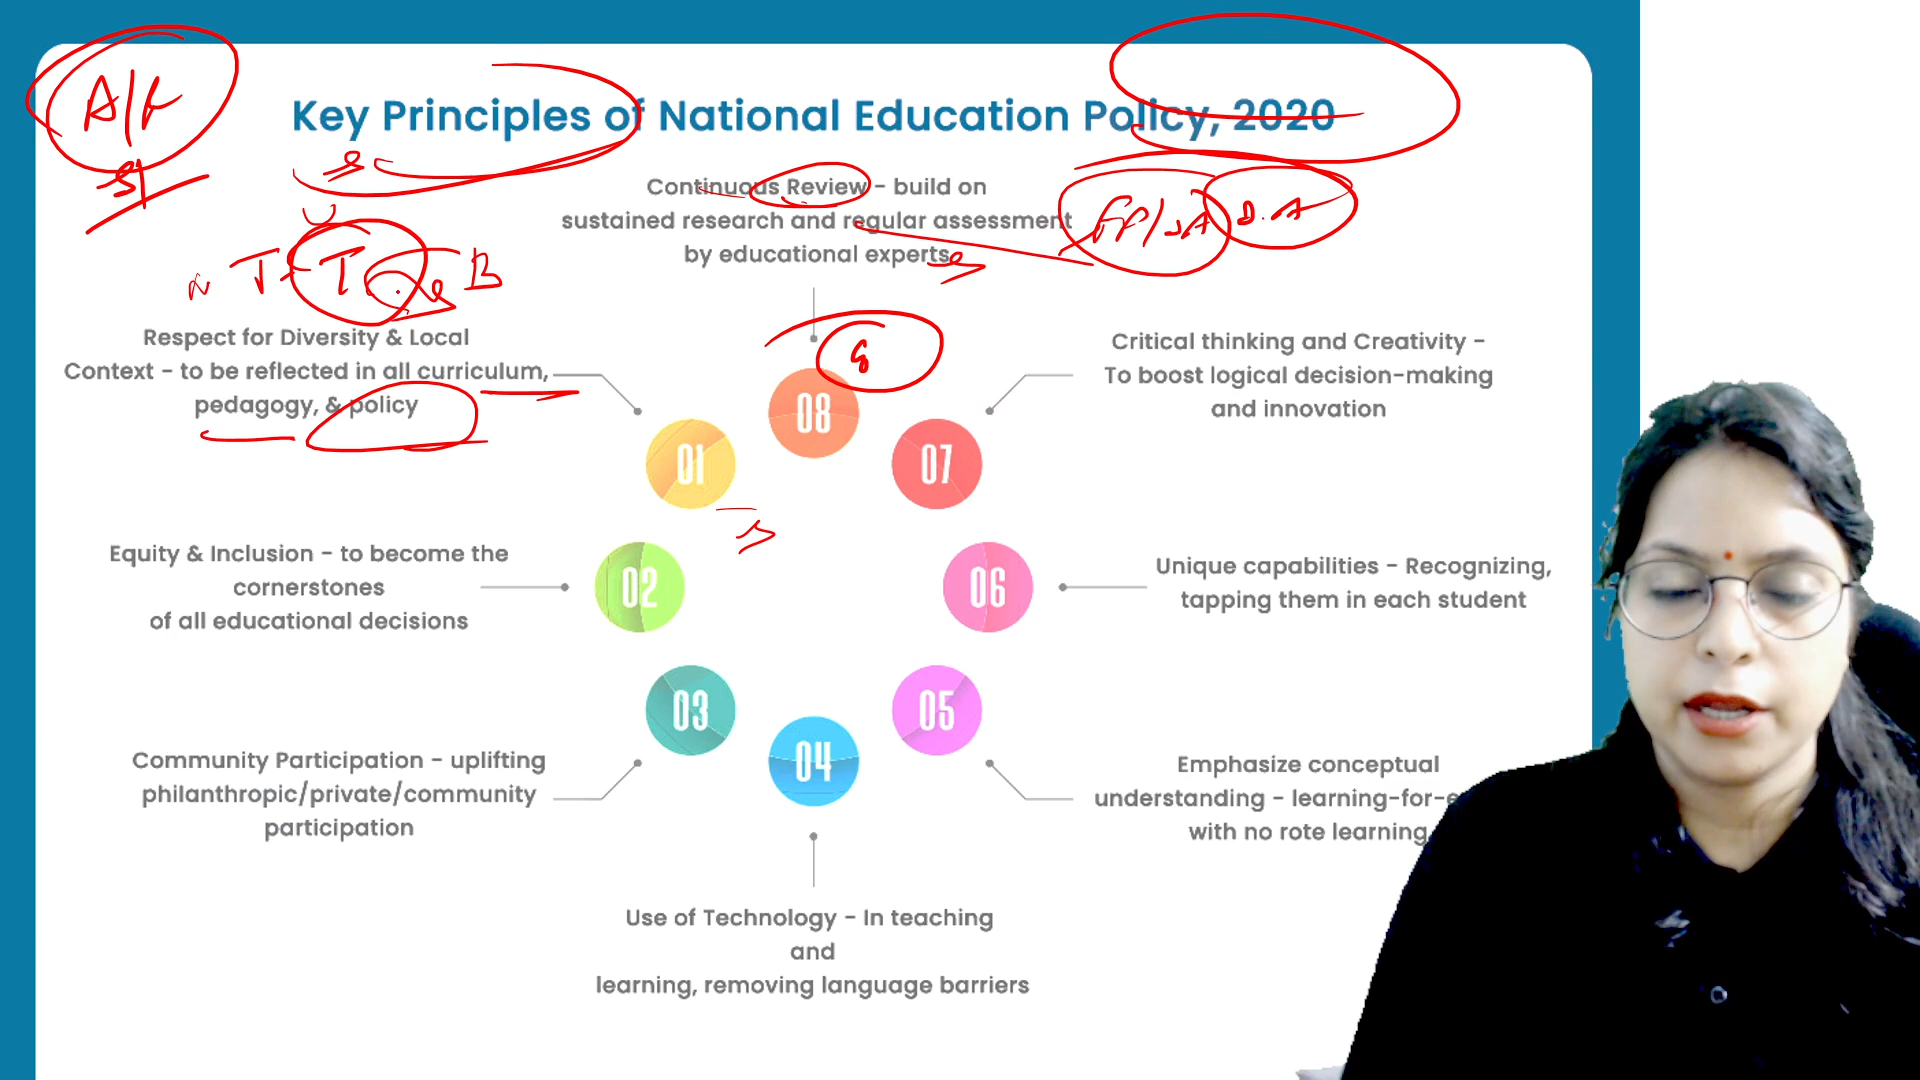 Key Principles of National Education Policy, 2020
Continuous Review - build on
sustained research and regular assessment
by educational experts
Respect for Diversity & Local
Context - to be reflected in all curriculum,
pedagogy, & policy
Critical thinking and Creativity -
To boost logical decision-making
and innovation
08
01
07
Equity & Inclusion - to become the
cornerstones
of all educational decisions
02
06
Unique capabilities - Recognizing,
tapping them in each student
03
05
04
Community Participation - uplifting
philanthropic/private/community
participation
Emphasize conceptual
understanding -
with no rote learning
Use of Technology - In teaching
and
learning, removing language barriers